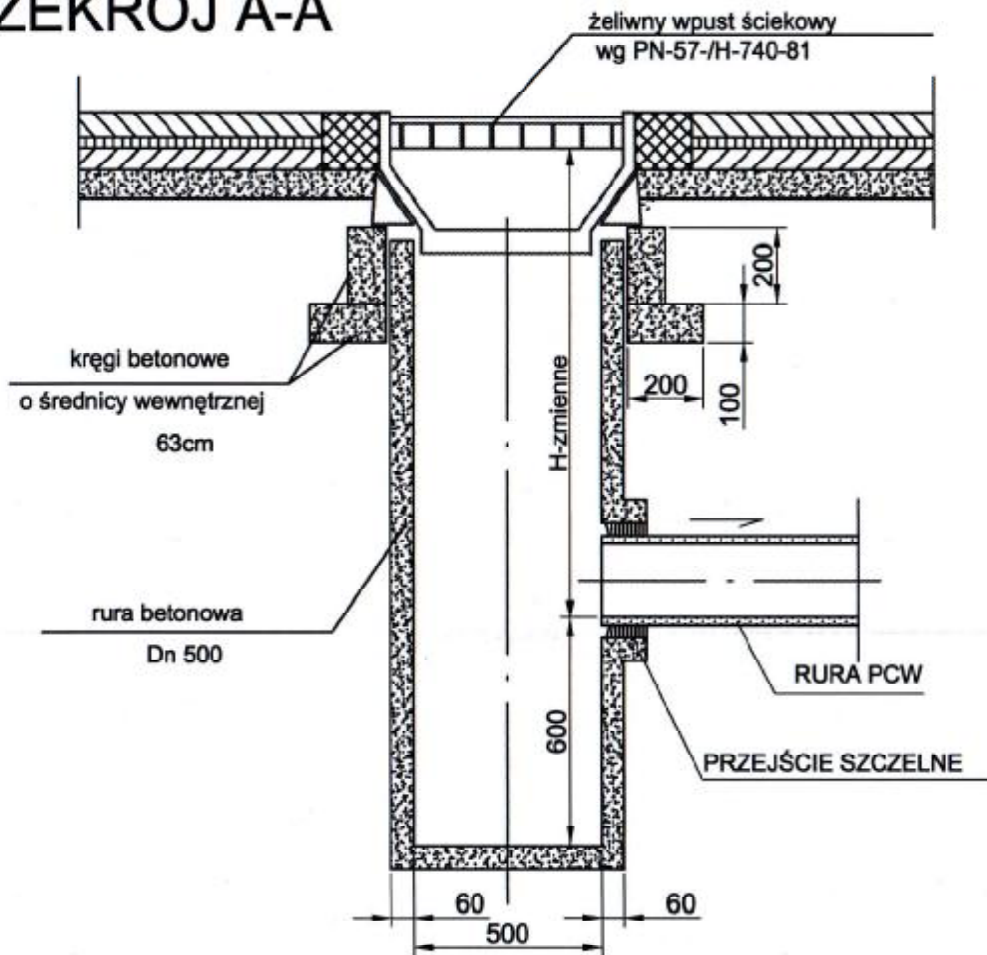 ZEKRÓJ A-A
żeliwny wpust ściekowy
wg PN-57-/H-740-81
200
200
100
kręgi betonowe
o średnicy wewnętrznej
63cm
H-zmienne
rura betonowa
Dn 500
RURA PCW
600
PRZEJŚCIE SZCZELNE
60
60
500